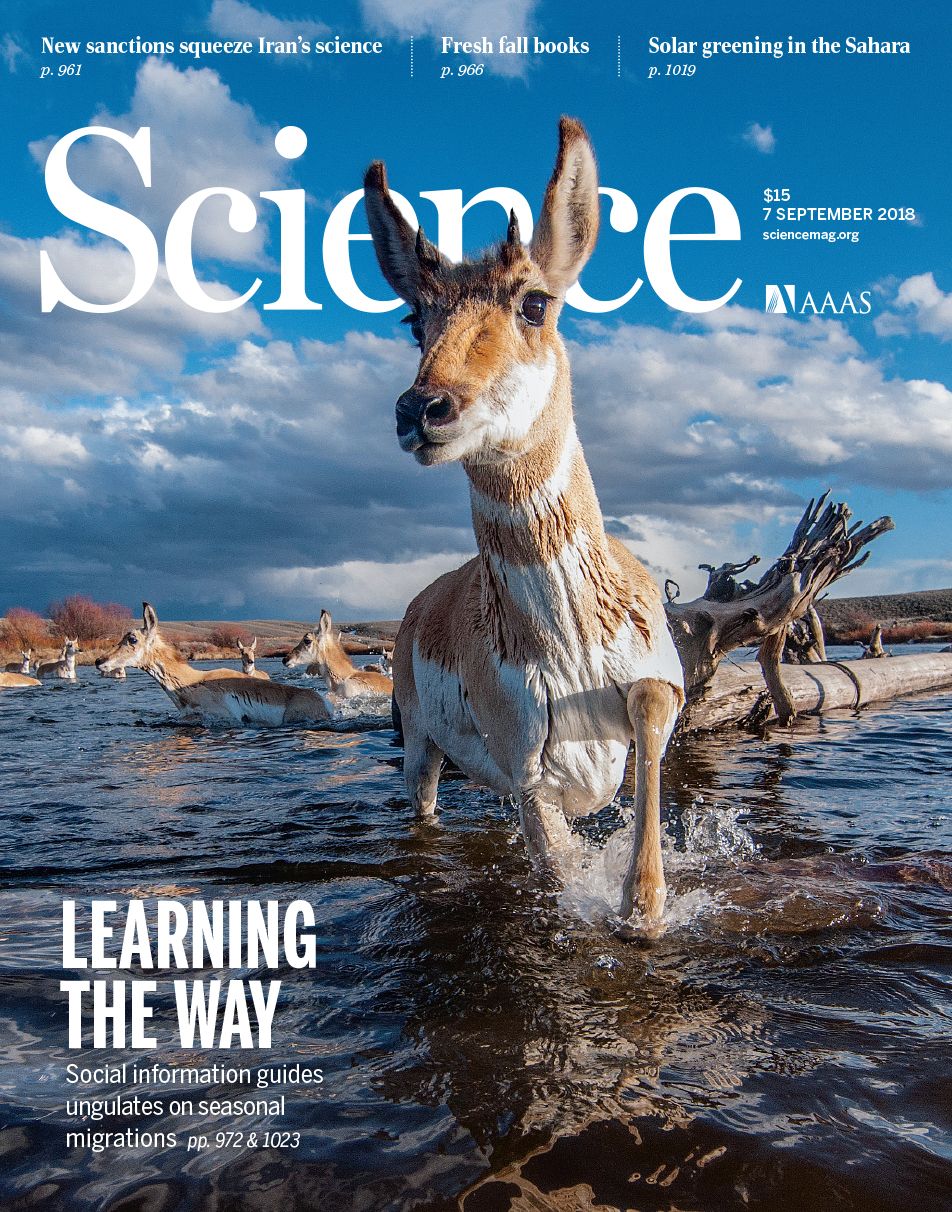 New sanctions squeeze Iran's science
p. 961
Fresh fall books
p. 966
Solar greening in the Sahara
p. 1019
Science
$15
7 SEPTEMBER 2018
sciencemag.org
AAAS
LEARNING
THE WAY
Social information guides
ungulates on seasonal
migrations pp. 972 & 1023